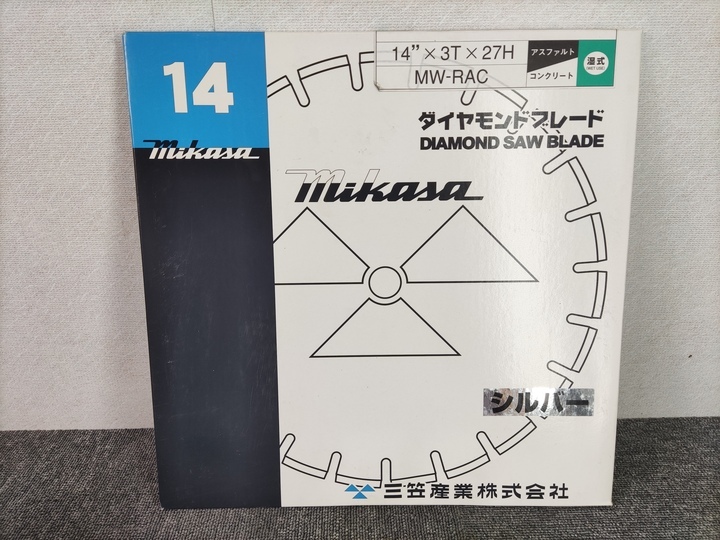 14
mikasa
14"×3T×27H
MW-RAC
アスファルト
コンクリート
湿式
WET USE
ダイヤモンドブレード
DIAMOND SAW BLADE
mikasa
シルバー
三笠産業株式会社